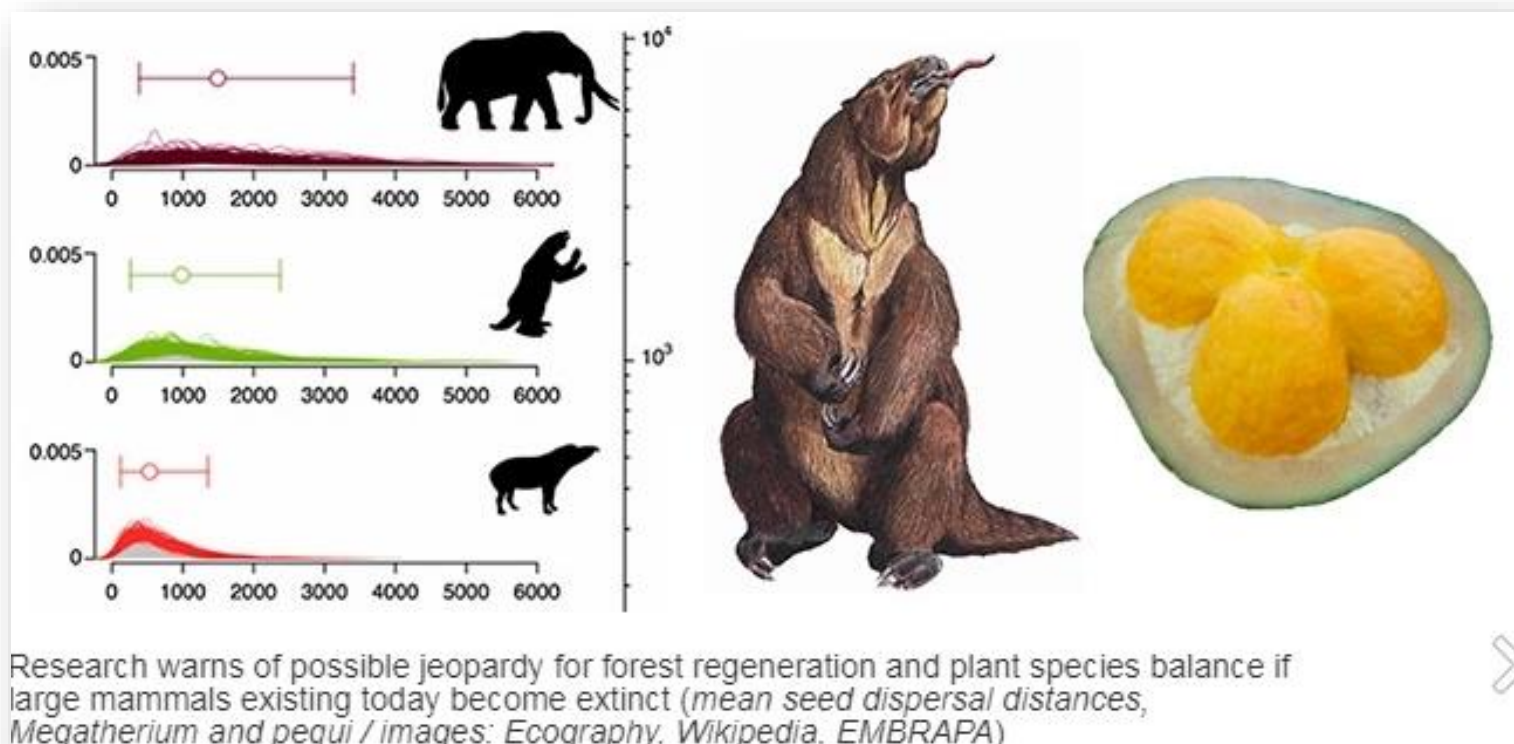 0.005
0
0 1000 2000 3000 4000 5000 6000
0.005
0
0 1000 2000 3000 4000 5000 6000
0.005
0
0 1000 2000 3000 4000 5000 6000
10⁴
10³
Research warns of possible jeopardy for forest regeneration and plant species balance if
large mammals existing today become extinct (mean seed dispersal distances,
Megatherium and pequi / images: Ecography, Wikipedia, EMBRAPA)